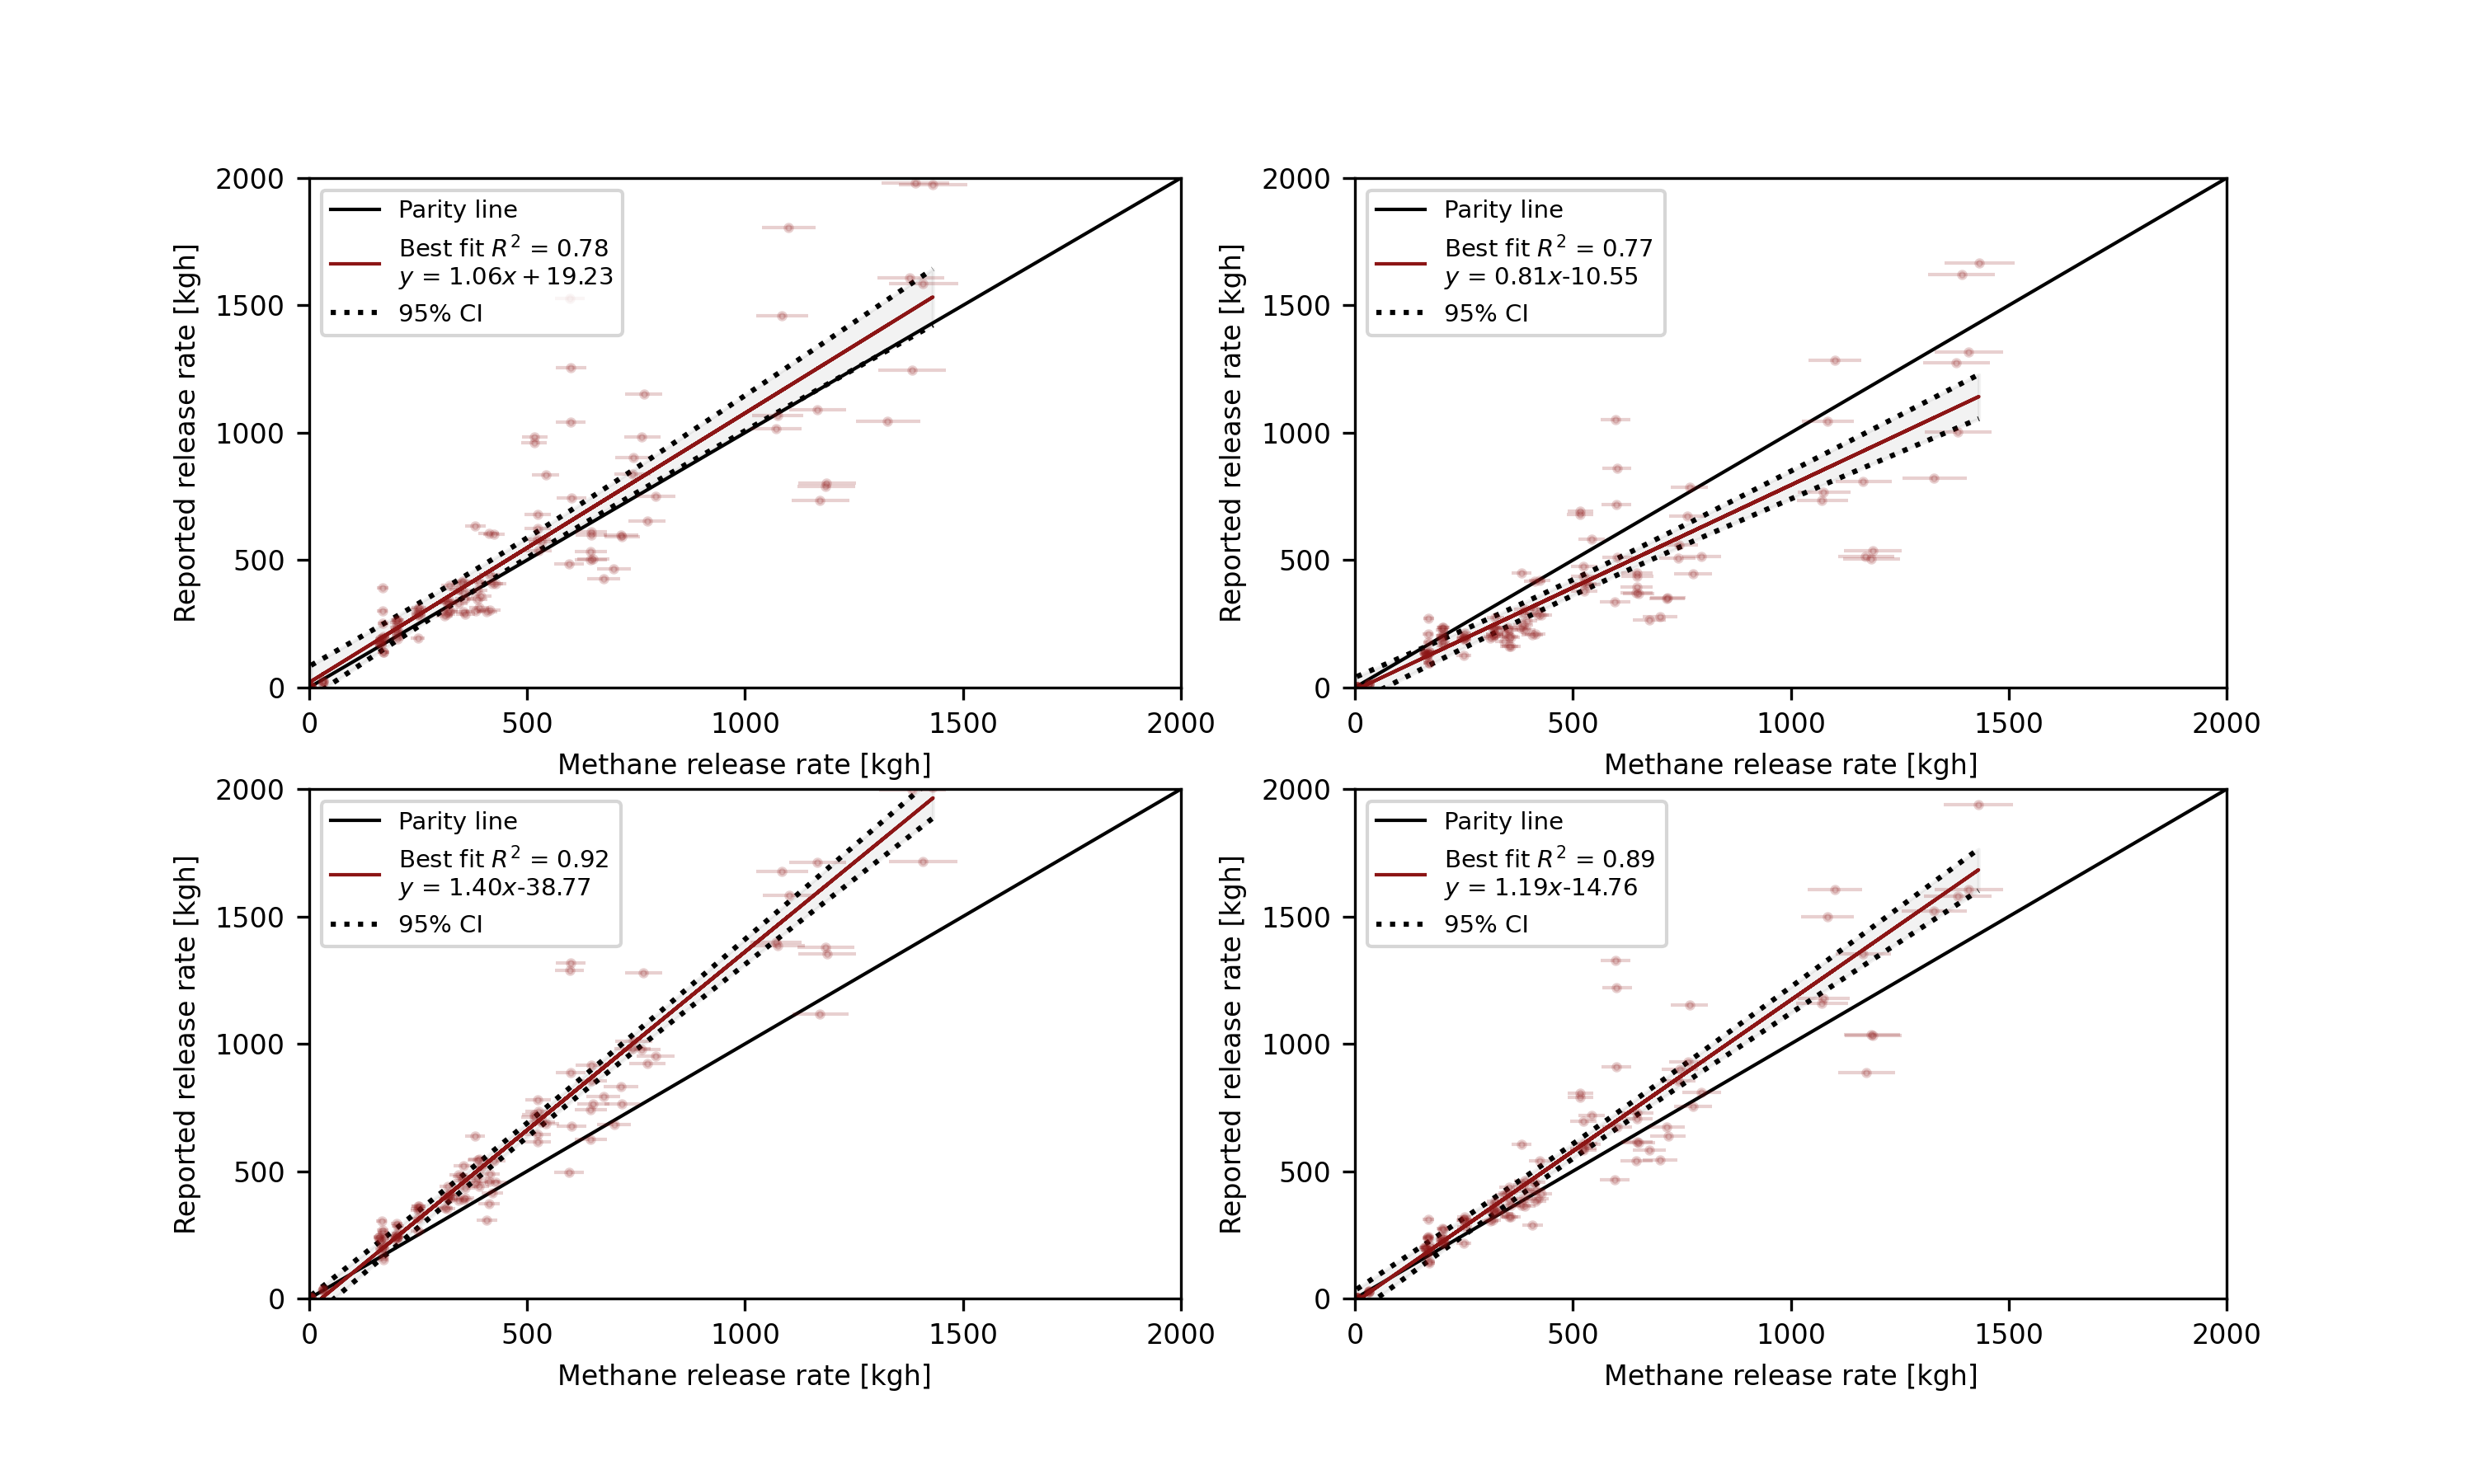 2000
1500
1000
500
0
Reported release rate [kgh]
Parity line
Best fit R² = 0.78
y = 1.06x + 19.23
95% CI
0 500 1000 1500 2000
Methane release rate [kgh]
2000
1500
1000
500
0
Reported release rate [kgh]
Parity line
Best fit R² = 0.77
y = 0.81x-10.55
95% CI
0 500 1000 1500 2000
Methane release rate [kgh]
2000
1500
1000
500
0
Reported release rate [kgh]
Parity line
Best fit R² = 0.92
y = 1.40x-38.77
95% CI
0 500 1000 1500 2000
Methane release rate [kgh]
2000
1500
1000
500
0
Reported release rate [kgh]
Parity line
Best fit R² = 0.89
y = 1.19x-14.76
95% CI
0 500 1000 1500 2000
Methane release rate [kgh]